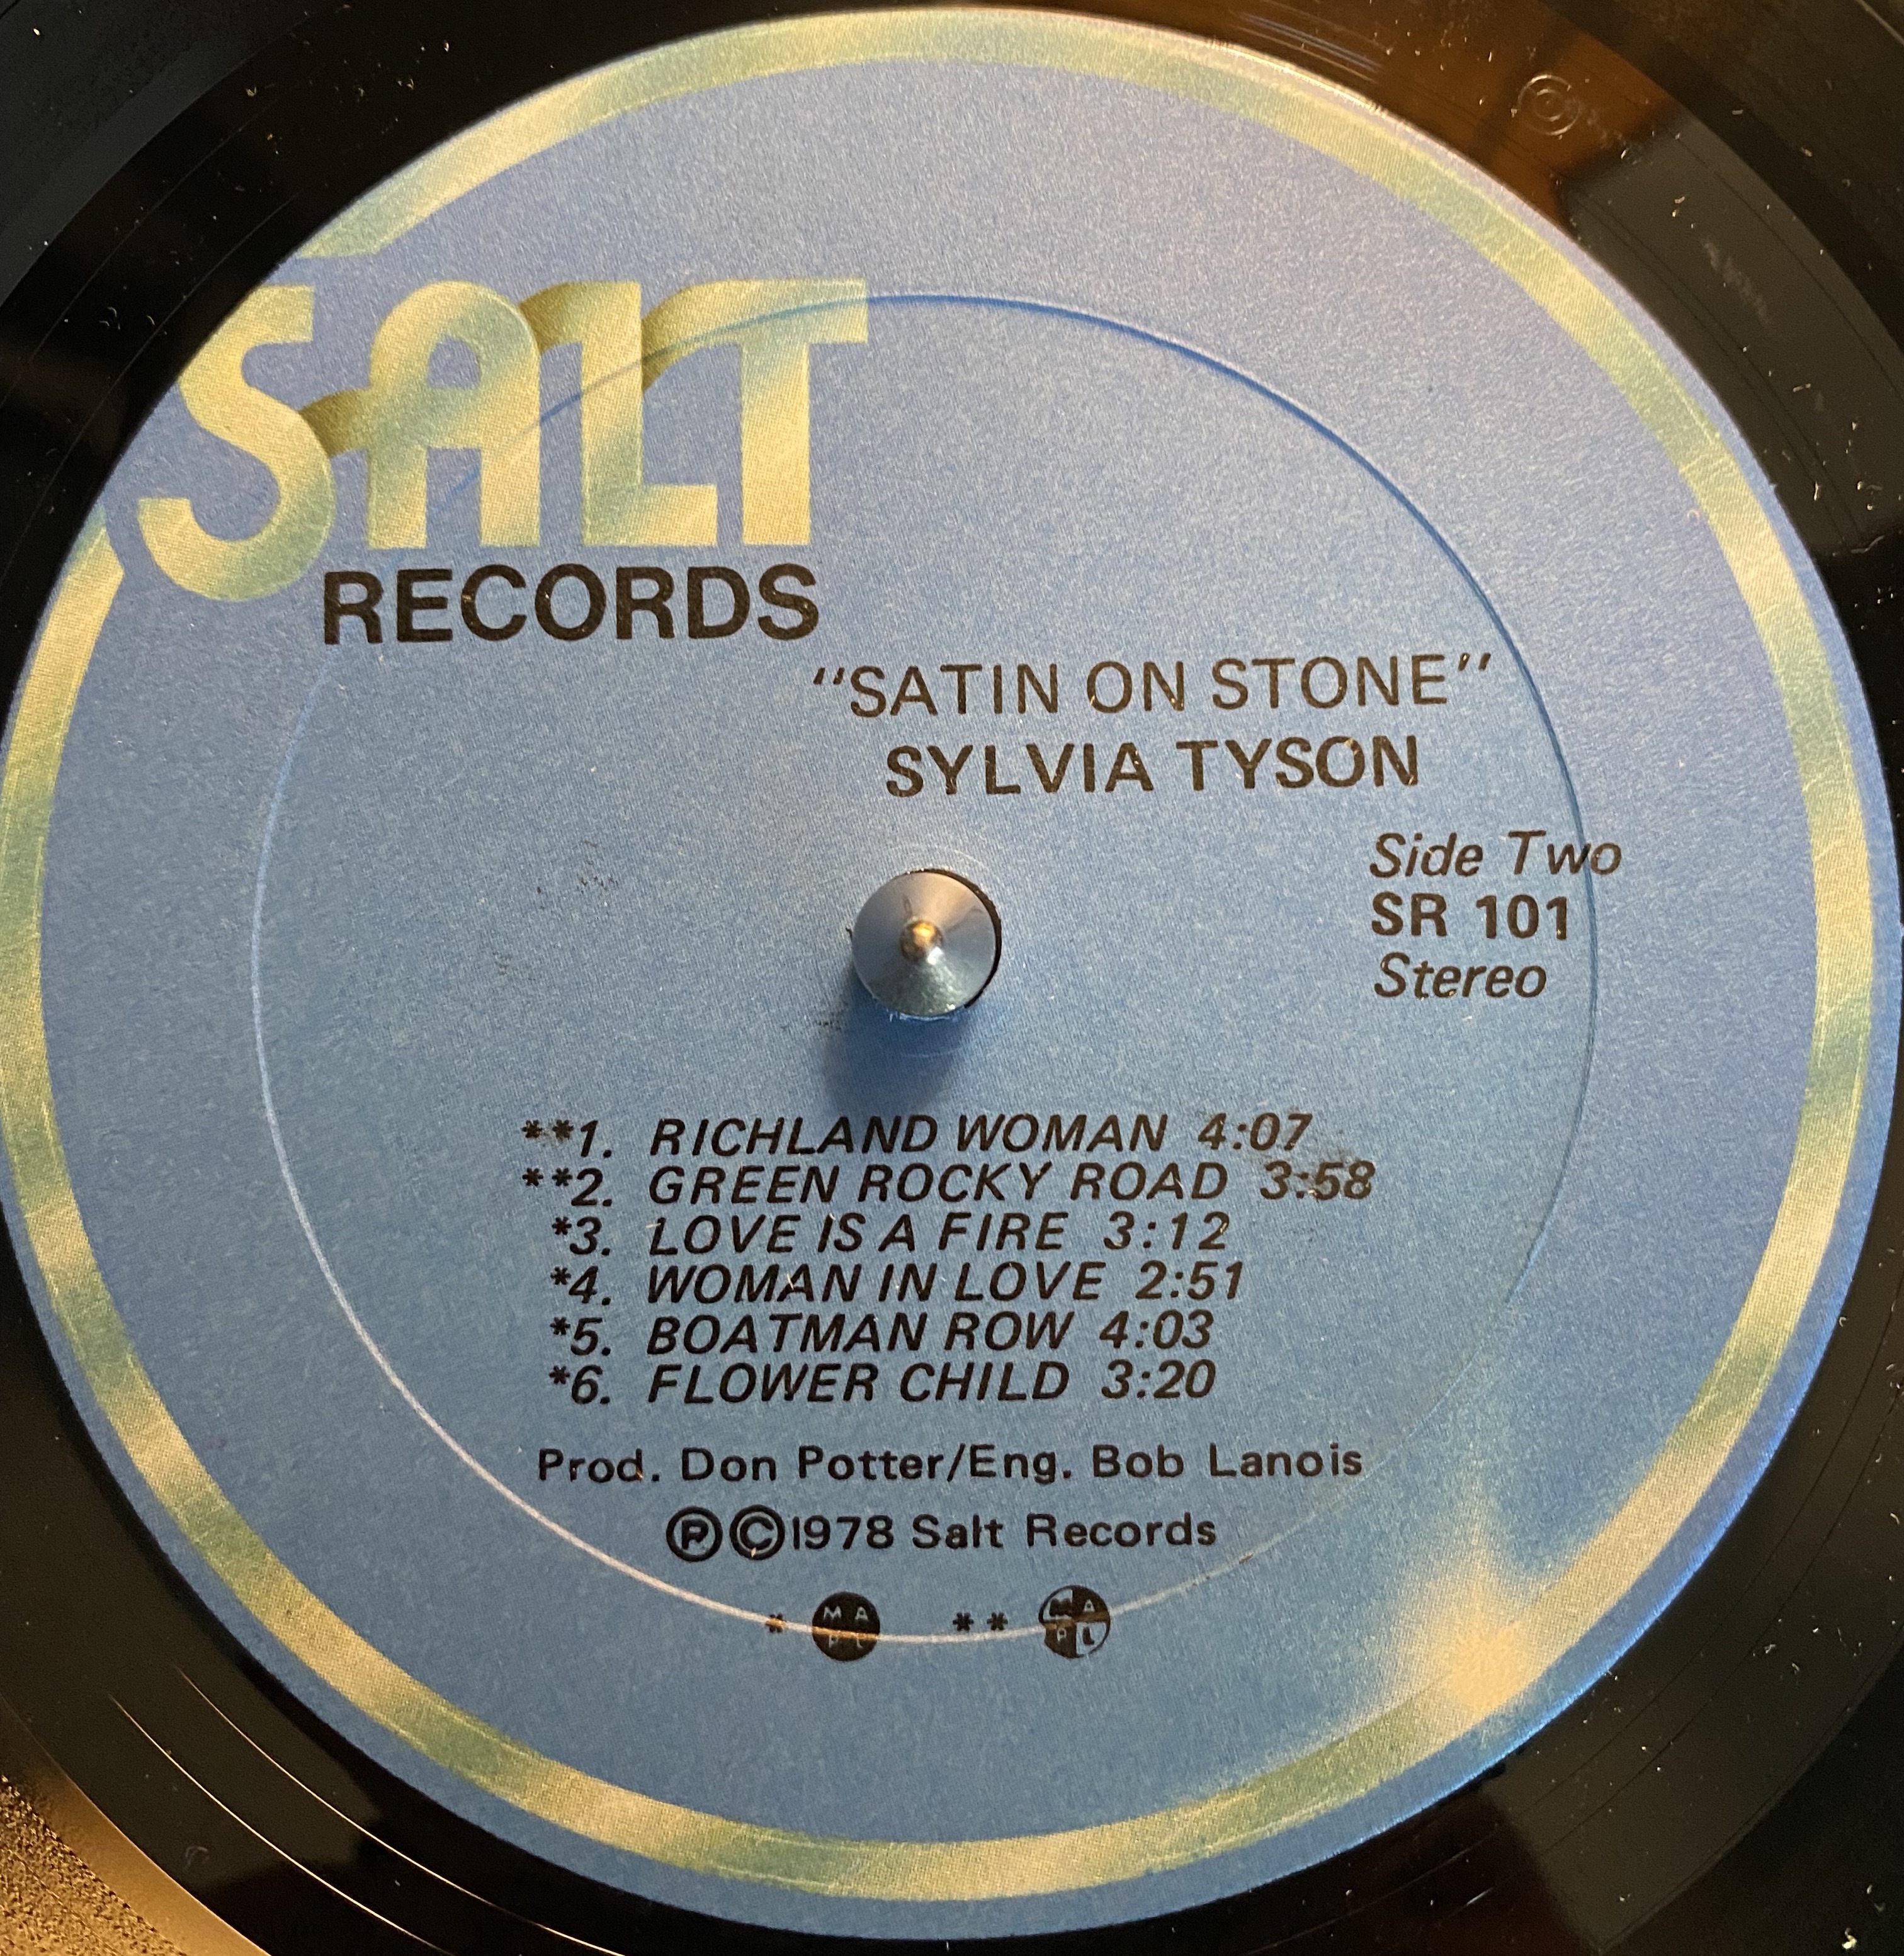 SALT
RECORDS
"SATIN ON STONE"
SYLVIA TYSON
Side Two
SR 101
Stereo
**1. RICHLAND WOMAN 4:07
**2. GREEN ROCKY ROAD 3:58
*3. LOVE IS A FIRE 3:12
*4. WOMAN IN LOVE 2:51
*5. BOATMAN ROW 4:03
*6. FLOWER CHILD 3:20
Prod. Don Potter/Eng. Bob Lanois
ⓅⒸ1978 Salt Records
* MAPL ** MAPL